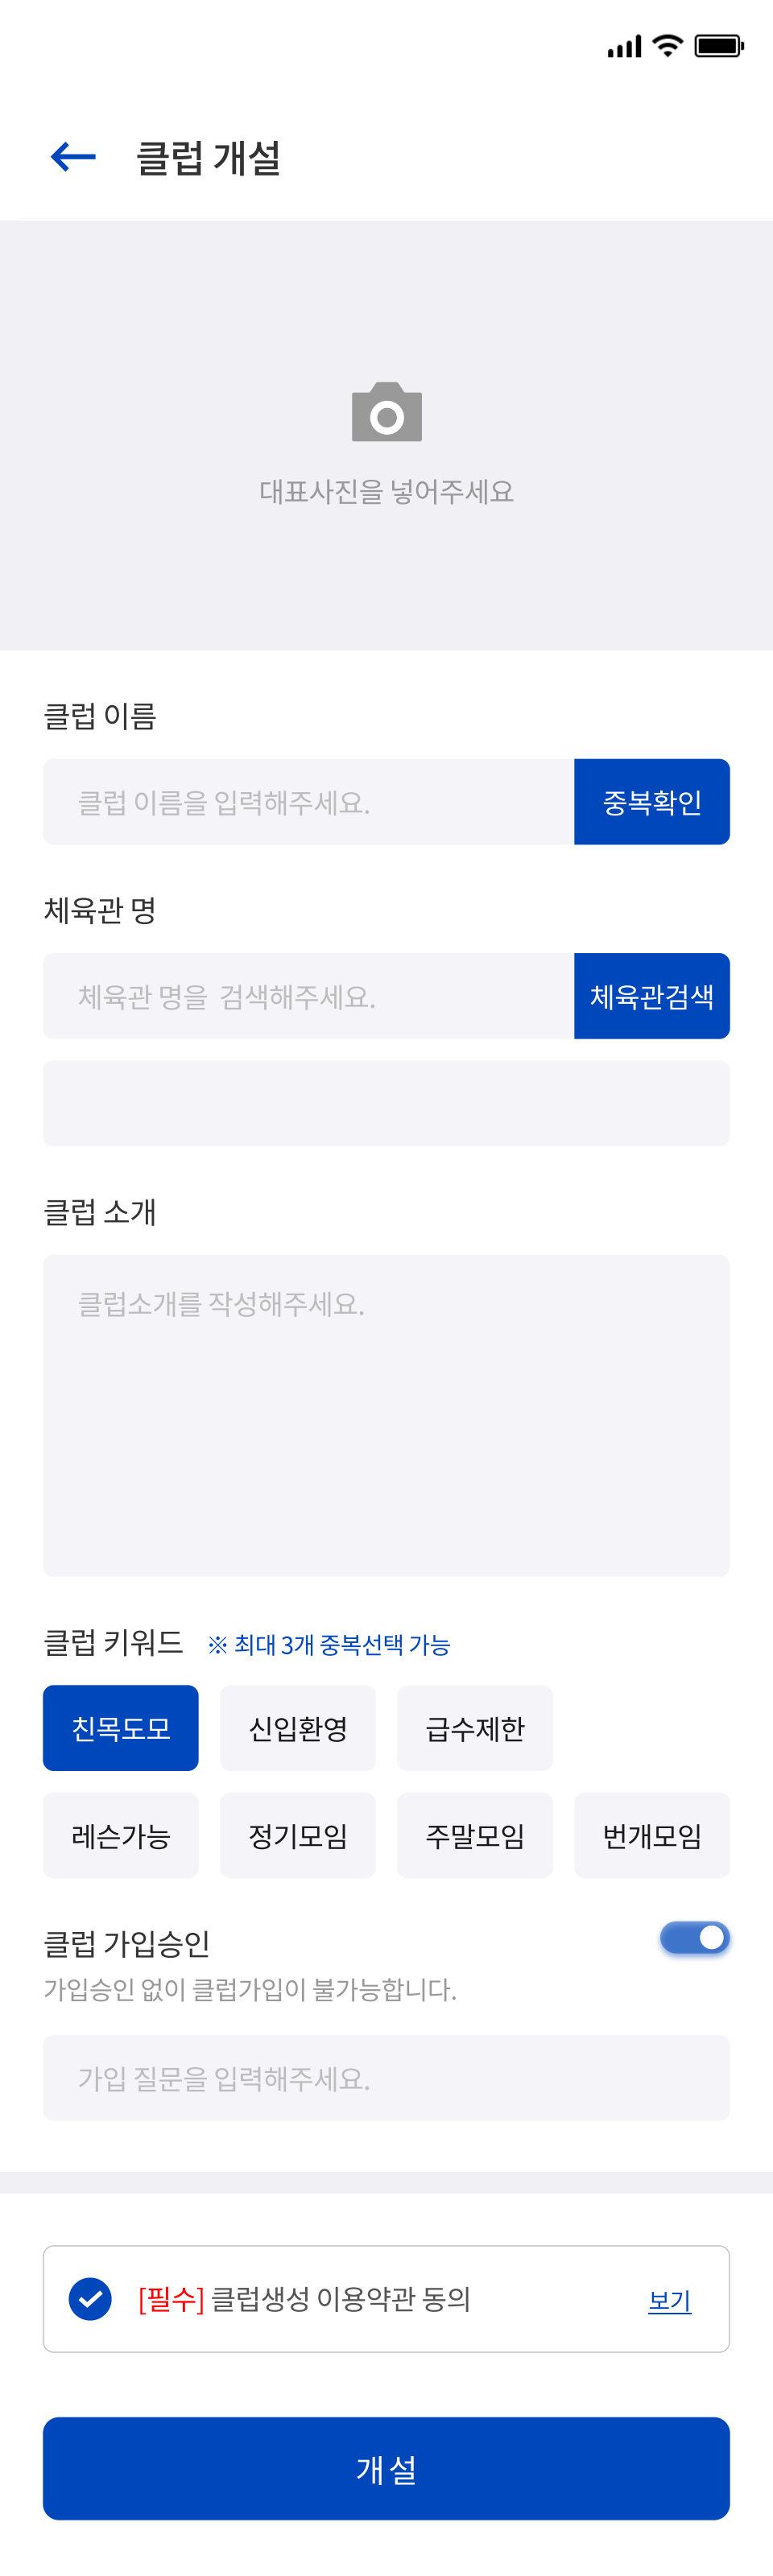 클럽 개설
대표사진을 넣어주세요
클럽 이름
클럽 이름을 입력해주세요. 중복확인
체육관 명
체육관 명을 검색해주세요. 체육관검색
클럽 소개
클럽소개를 작성해주세요.
클럽 키워드 ※ 최대 3개 중복선택 가능
친목도모 신입환영 급수제한
레슨가능 정기모임 주말모임 번개모임
클럽 가입승인
가입승인 없이 클럽가입이 불가능합니다.
가입 질문을 입력해주세요.
[필수] 클럽생성 이용약관 동의 보기
개설